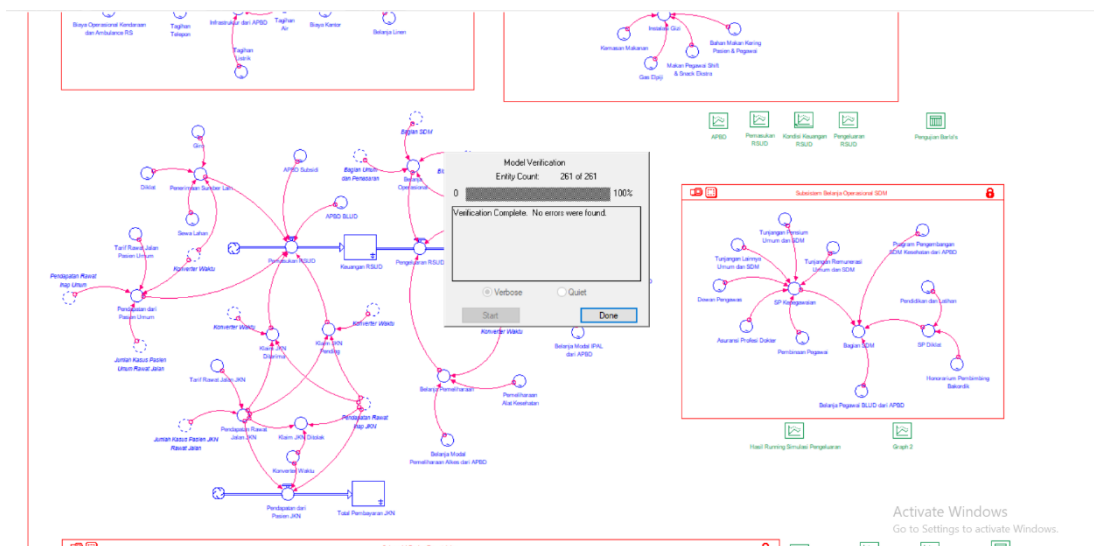 Biaya Operasional Kendaraan
dan Ambulance RS
Tagihan
Telepon
Infrastruktur dari APBD
Tagihan
Air
Biaya Kantor
Belanja Linen
Tagihan
Listrik
Instalasi Gizi
Kemasan Makanan
Bahan Makan Kering
Pasien & Pegawai
Makan Pegawai Shift
& Snack Ekstra
Gas Elpiji
APBD
Pemasukan
RSUD
Kondisi Keuangan
RSUD
Pengeluaran
RSUD
Pengujian Barla's
Bagian SDM
Giro
Diklat
Penerimaan Sumber Lain
APBD Subsidi
Bagian Umum
dan Pemasaran
Belanja
Operasional
Sewa Lahan
APBD BLUD
Tarif Rawat Jalan
Pasien Umum
Konverter Waktu
Pemasukan RSUD
Keuangan RSUD
Pengeluaran RSUD
Pendapatan Rawat
Inap Umum
Pendapatan dari
Pasien Umum
Jumlah Kasus Pasien
Umum Rawat Jalan
Konverter Waktu
Konverter Waktu
Klaim JKN
Diterima
Klaim JKN
Pending
Tarif Rawat Jalan JKN
Jumlah Kasus Pasien JKN
Rawat Jalan
Pendapatan Rawat
Jalan JKN
Klaim JKN Ditolak
Pendapatan Rawat
Inap JKN
Konverter Waktu
Pendapatan dari
Pasien JKN
Total Pembayaran JKN
Model Verification
Entity Count: 261 of 261
0
100%
Verification Complete. No errors were found.
Verbose
Quiet
Start
Done
Konverter Waktu
Belanja Modal IPAL
dari APBD
Belanja Pemeliharaan
Pemeliharaan
Alat Kesehatan
Belanja Modal
Pemeliharaan Alkes dari APBD
Subsistem Belanja Operasional SDM
Tunjangan Pensiun
Umum dan SDM
Tunjangan Lainnya
Umum dan SDM
Tunjangan Remunerasi
Umum dan SDM
Program Pengembangan
SDM Kesehatan dari APBD
Dewan Pengawas
SP Kepegawaian
Pendidikan dan Latihan
Asuransi Profesi Dokter
Pembinaan Pegawai
Bagian SDM
SP Diklat
Honorarium Pembimbing
Bakordik
Belanja Pegawai BLUD dari APBD
Hasil Running Simulasi Pengeluaran
Graph 2
Activate Windows
Go to Settings to activate Windows.